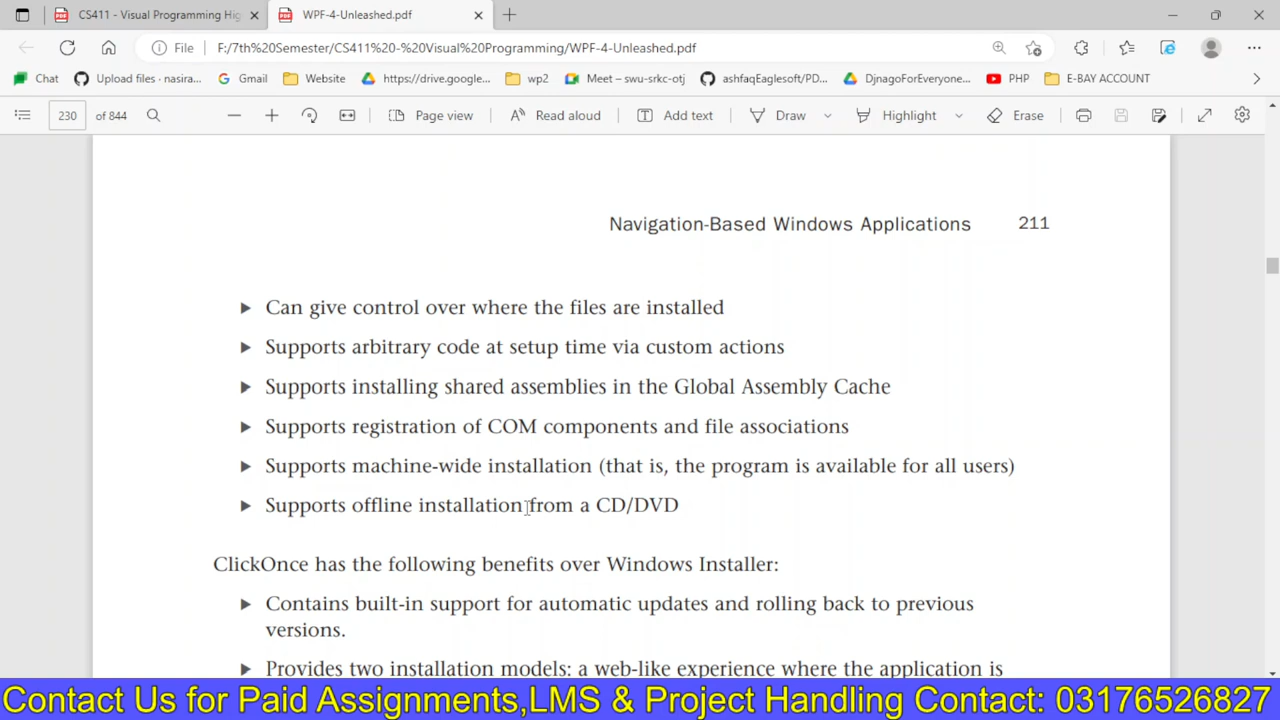 CS411 - Visual Programming Hig
WPF-4-Unleashed.pdf
File
F:/7th%20Semester/CS411%20-%20Visual%20Programming/WPF-4-Unleashed.pdf
Chat
Upload files · nasira...
Gmail
Website
https://drive.google...
wp2
Meet – swu-srkc-otj
ashfaqEaglesoft/PD...
DjnagoForEveryone...
PHP
E-BAY ACCOUNT
230 of 844
Page view
Read aloud
Add text
Draw
Highlight
Erase
Navigation-Based Windows Applications 211
Can give control over where the files are installed
Supports arbitrary code at setup time via custom actions
Supports installing shared assemblies in the Global Assembly Cache
Supports registration of COM components and file associations
Supports machine-wide installation (that is, the program is available for all users)
Supports offline installation from a CD/DVD
ClickOnce has the following benefits over Windows Installer:
Contains built-in support for automatic updates and rolling back to previous
versions.
Provides two installation models: a web-like experience where the application is
Contact Us for Paid Assignments,LMS & Project Handling Contact: 03176526827